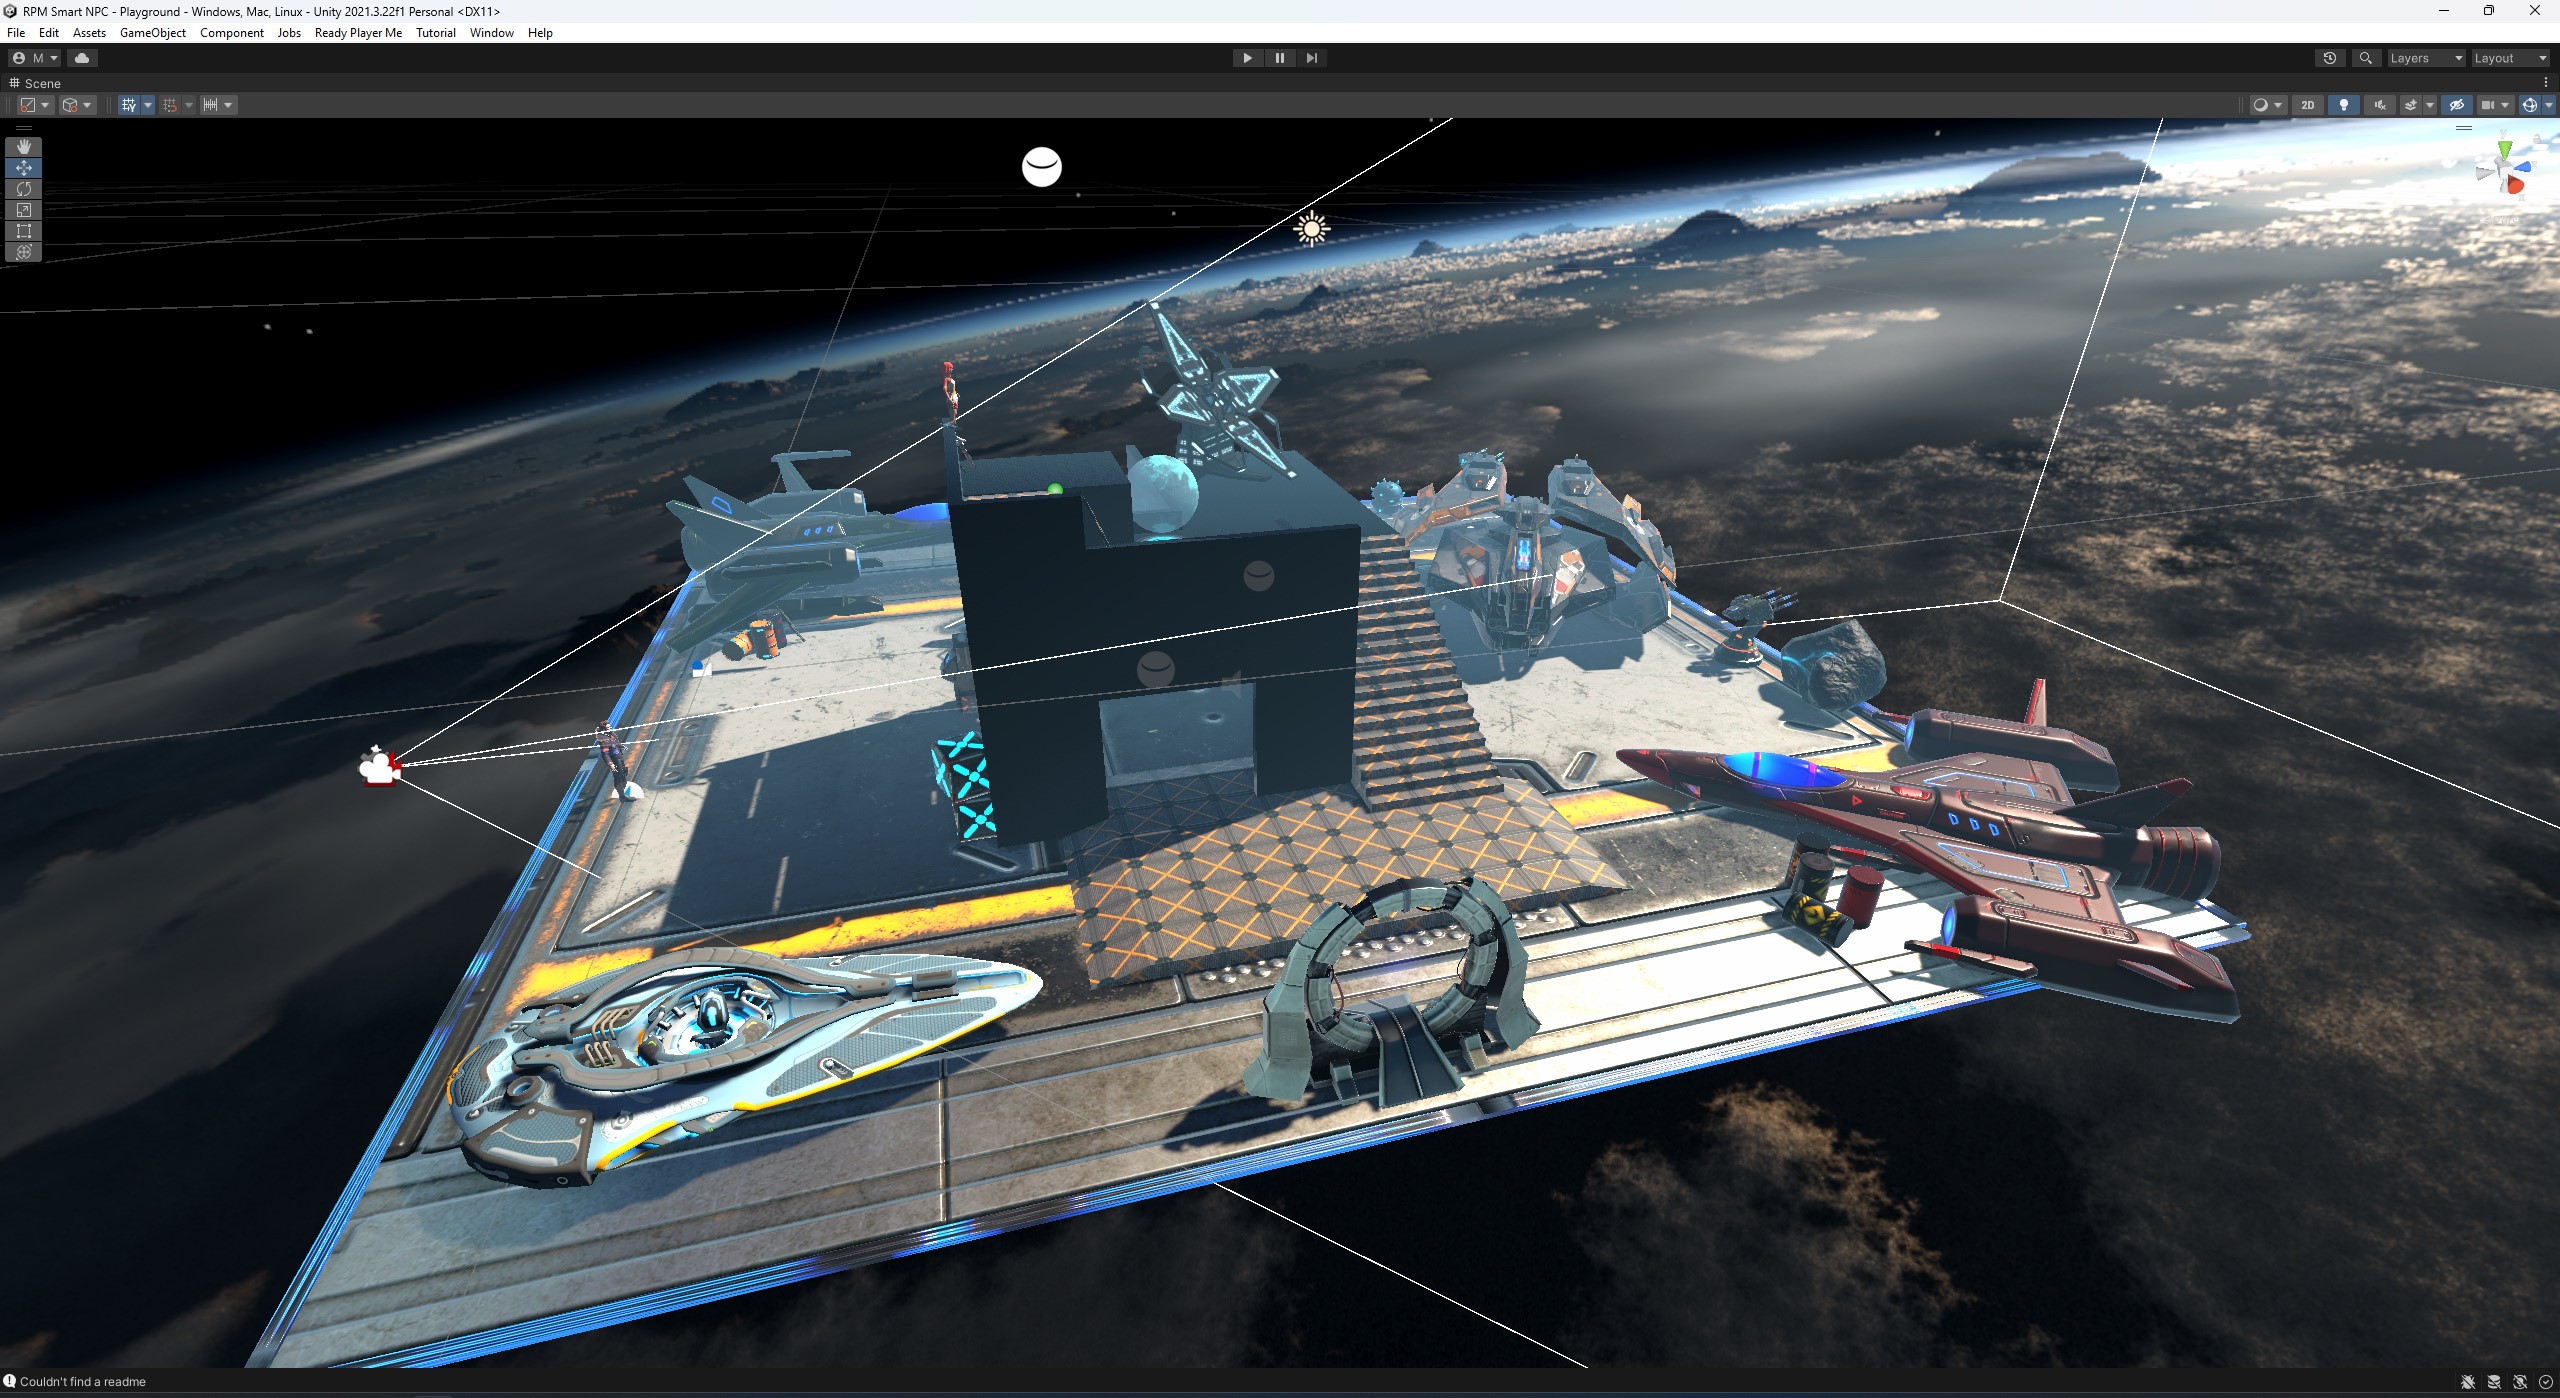 RPM Smart NPC - Playground - Windows, Mac, Linux - Unity 2021.3.22f1 Personal <DX11>
File Edit Assets GameObject Component Jobs Ready Player Me Tutorial Window Help
M Layers Layout
Scene
2D
Couldn't find a readme